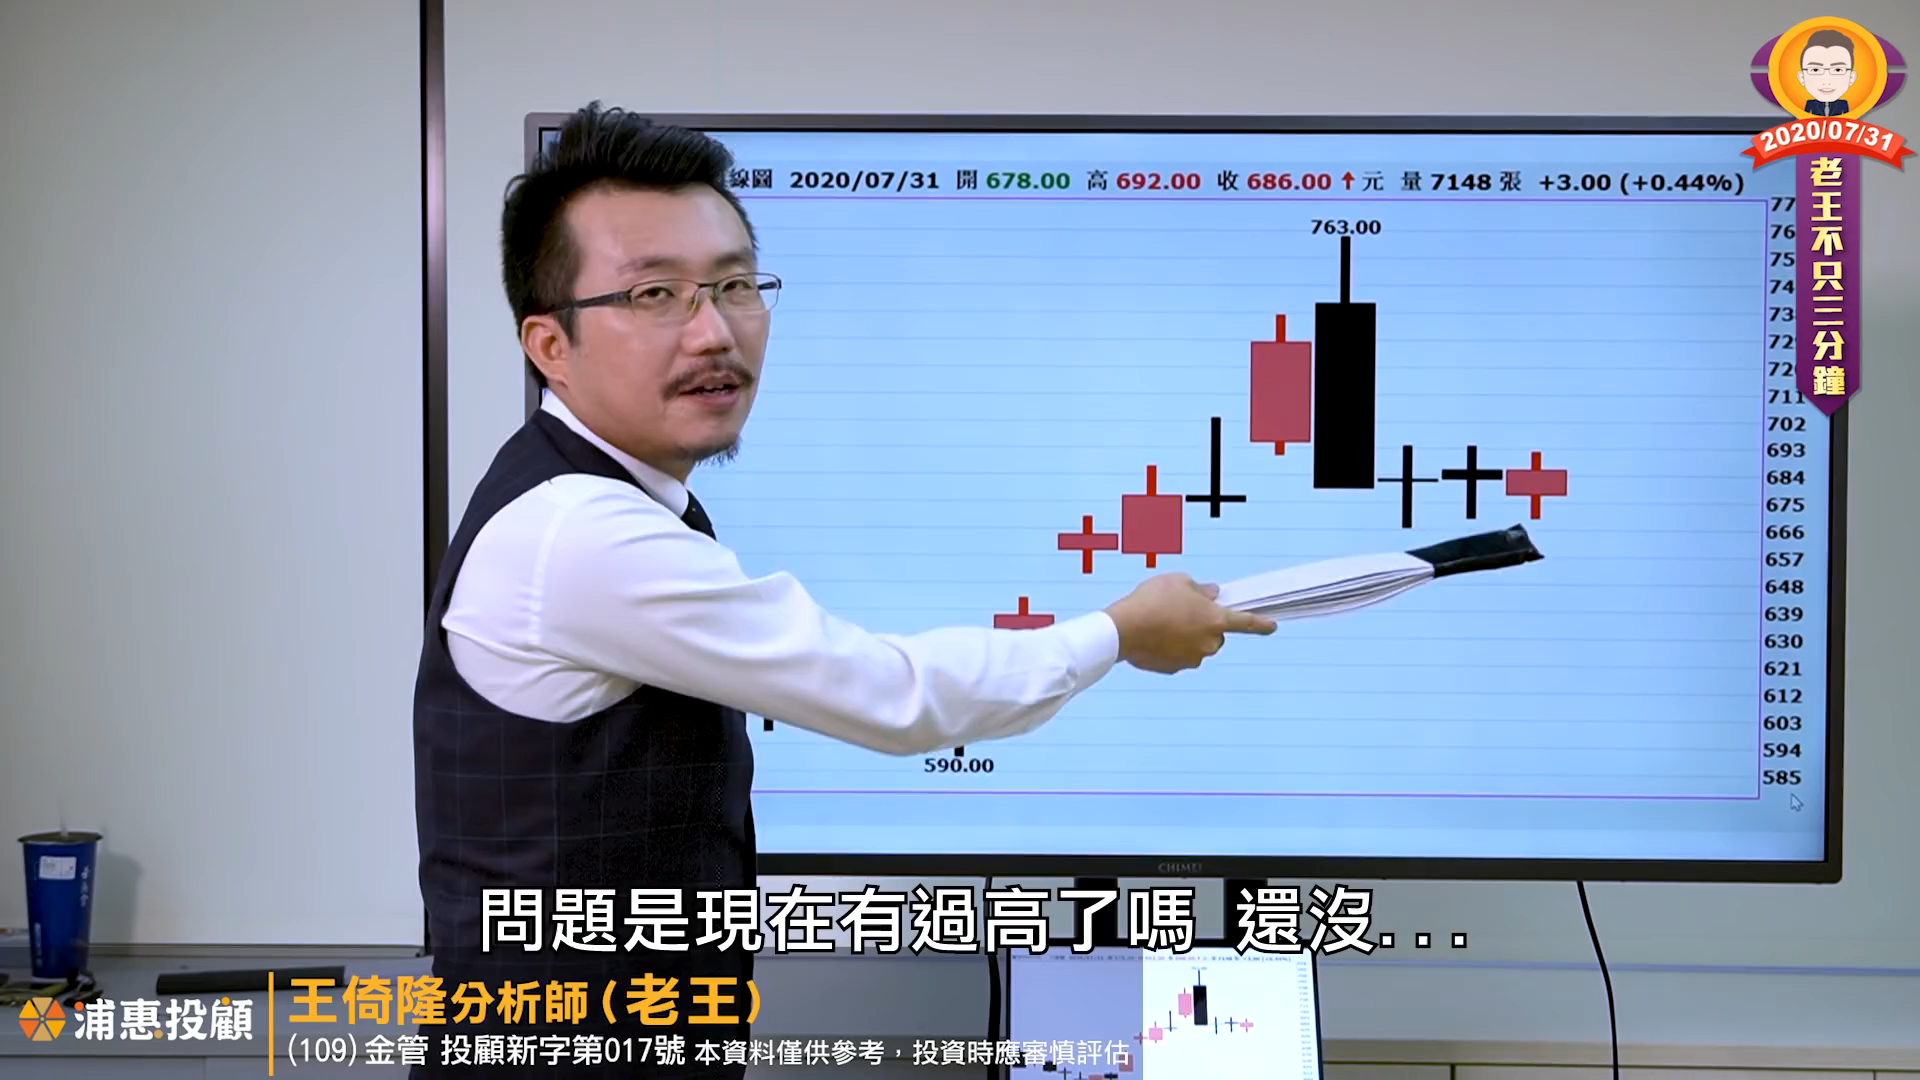 2020/07/31
老王不只三分鐘
線圖 2020/07/31 開 678.00 高 692.00 收 686.00 ↑ 元 量 7148 張 +3.00 (+0.44%)
763.00
590.00
711
702
693
684
675
666
657
648
639
630
621
612
603
594
585
CHIMEI
問題是現在有過高了嗎 還沒...
浦惠投顧
王倚隆分析師(老王)
(109)金管 投顧新字第017號 本資料僅供參考，投資時應審慎評估